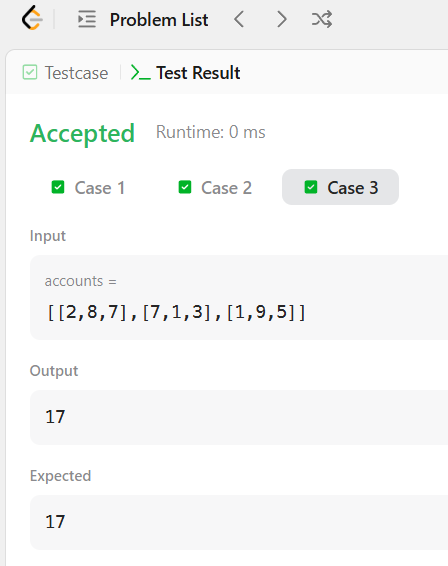 Problem List
Testcase
Test Result
Accepted Runtime: 0 ms
Case 1 Case 2 Case 3
Input
accounts =
[[2,8,7],[7,1,3],[1,9,5]]
Output
17
Expected
17